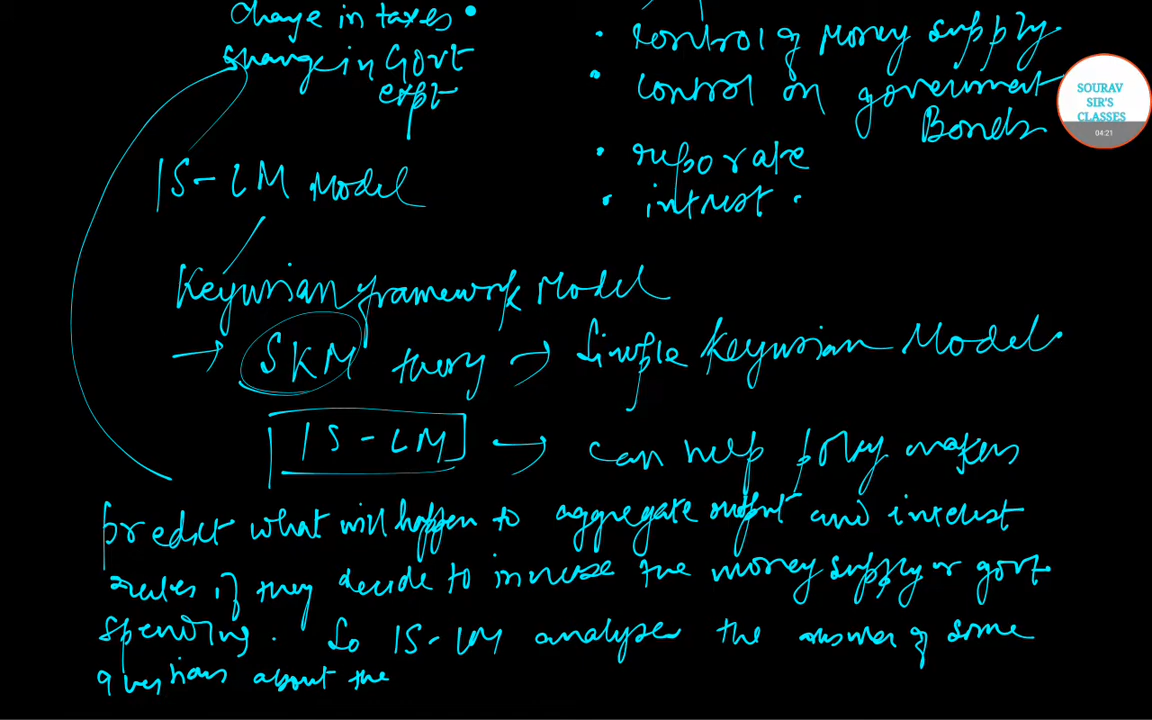 change in taxes •
change in Govt
expt
• control of money supply
• control on government
Bonds
• repo rate
• intrest •
SOURAV
SIR'S
CLASSES
04:21
IS-LM Model
Keynsian framework Model
→ SKM theory → Simple Keynsian Model
IS-LM → can help policy makers
predict what will happen to aggregate output and interest
rates if they decide to increase the money supply or govt
spending. So IS-LM analyse the answer of some
questions about the